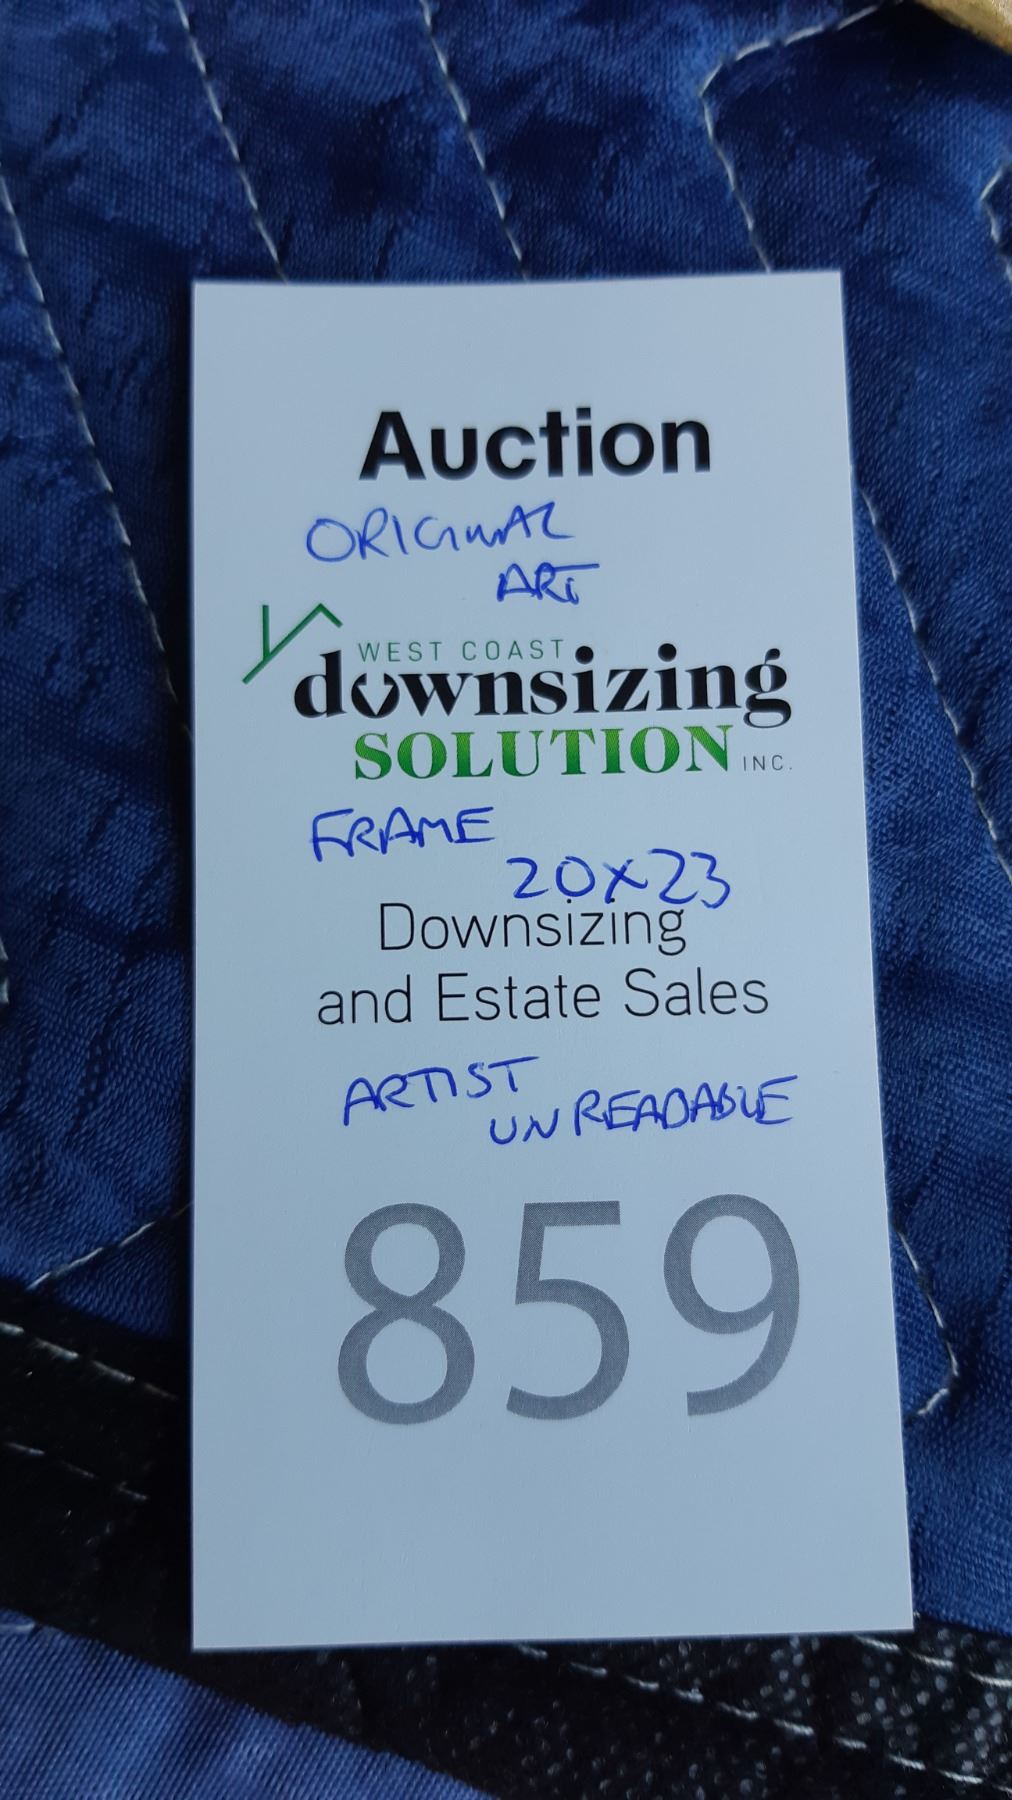 Auction
ORIGINAL
ART
WEST COAST
downsizing
SOLUTION INC.
FRAME
20x23
Downsizing
and Estate Sales
ARTIST
UNREADABLE
859